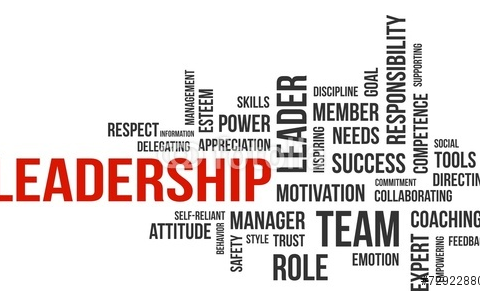 LEADERSHIP
RESPECT
INFORMATION
DELEGATING
MANAGEMENT
ESTEEM
SKILLS
POWER
APPRECIATION
LEADER
DISCIPLINE
GOAL
MEMBER
INSPIRING
NEEDS
SUCCESS
RESPONSIBILITY
COMPETENCE
SUPPORTING
SOCIAL
TOOLS
MOTIVATION
COMMITMENT
COLLABORATING
SELF-RELIANT
ATTITUDE
BEHAVIOR
MANAGER
SAFETY
STYLE
TRUST
ROLE
TEAM
EMOTION
COACHING
EXPERT
EMPOWERING
DIRECTIN
FEEDBA